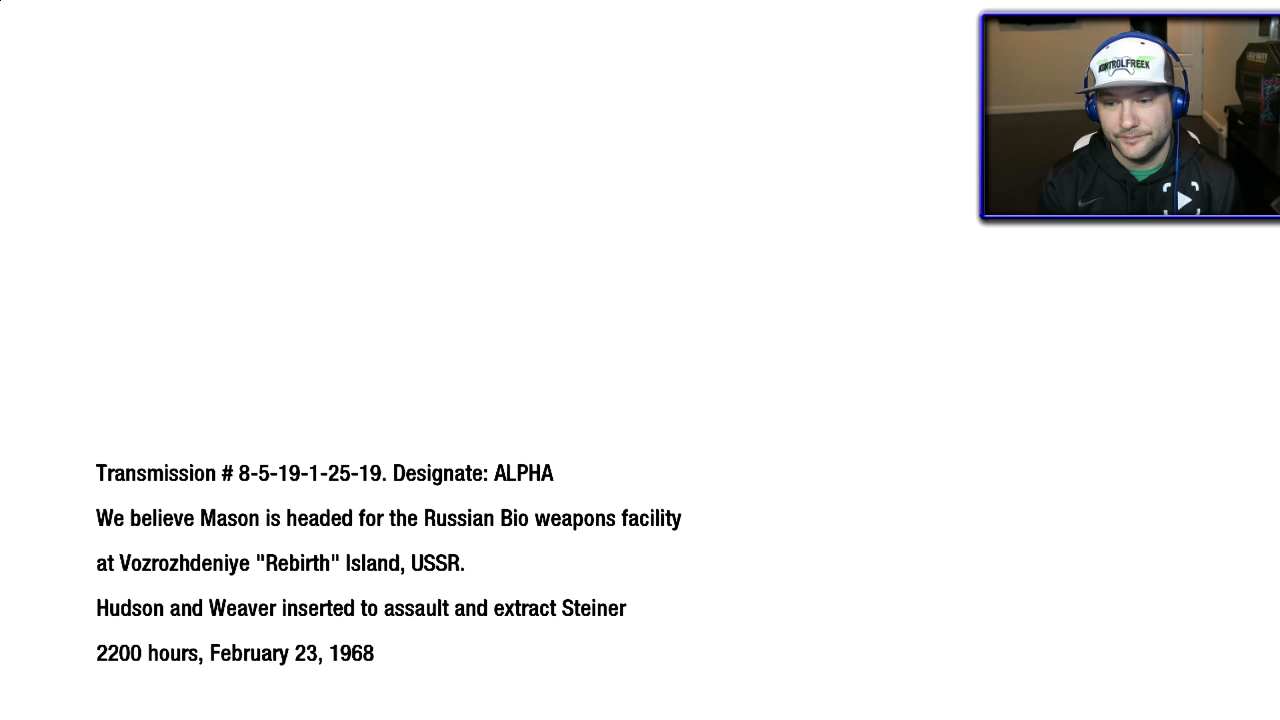 KONTROLFREEK
Transmission # 8-5-19-1-25-19. Designate: ALPHA
We believe Mason is headed for the Russian Bio weapons facility
at Vozrozhdeniye "Rebirth" Island, USSR.
Hudson and Weaver inserted to assault and extract Steiner
2200 hours, February 23, 1968